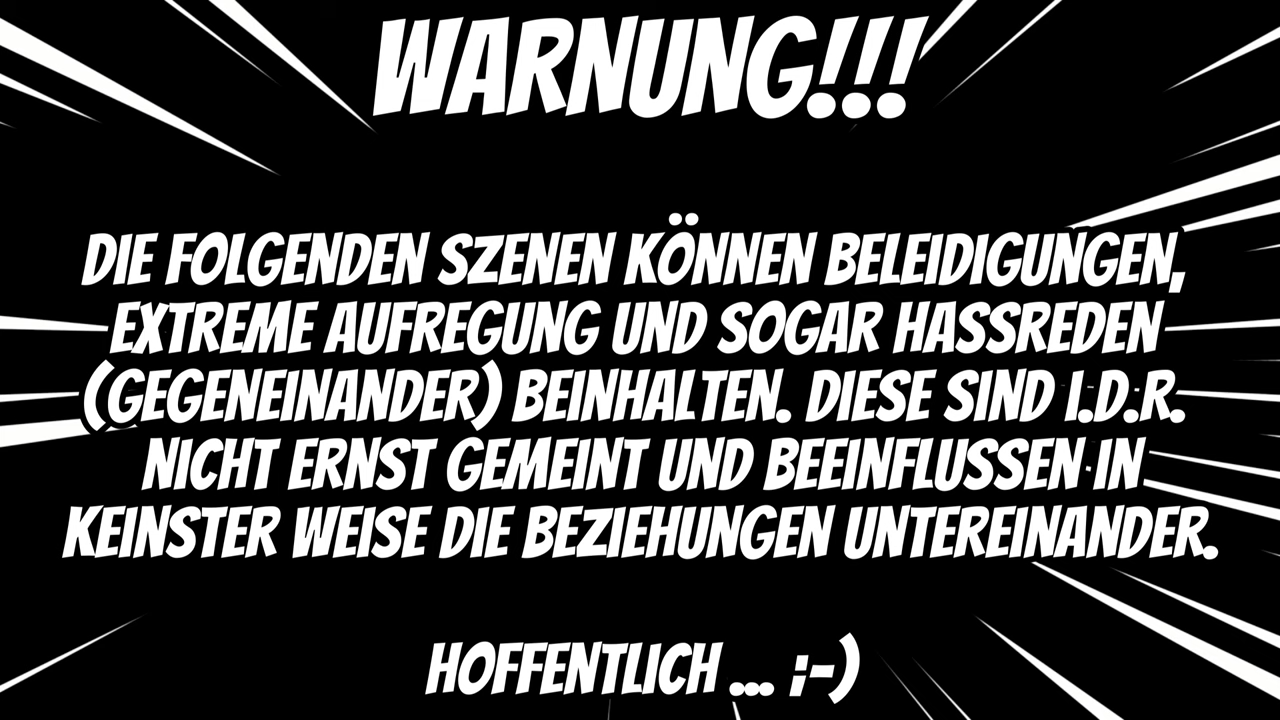 WARNUNG!!!
DIE FOLGENDEN SZENEN KÖNNEN BELEIDIGUNGEN,
EXTREME AUFREGUNG UND SOGAR HASSREDEN
(GEGENEINANDER) BEINHALTEN. DIESE SIND I.D.R.
NICHT ERNST GEMEINT UND BEEINFLUSSEN IN
KEINSTER WEISE DIE BEZIEHUNGEN UNTEREINANDER.
HOFFENTLICH ... ;-)